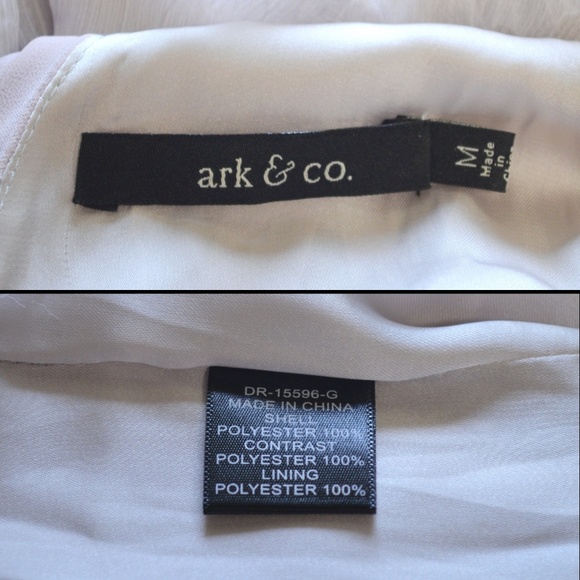 ark & co.
M
Made
in
DR-15596-G
MADE IN CHINA
SHELL
POLYESTER 100%
CONTRAST
POLYESTER 100%
LINING
POLYESTER 100%